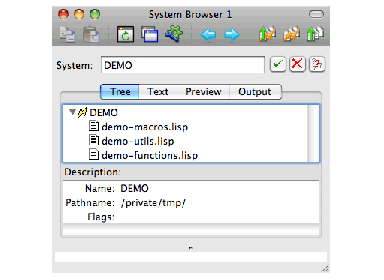 System Browser 1
System: DEMO
Tree Text Preview Output
DEMO
demo-macros.lisp
demo-utils.lisp
demo-functions.lisp
Description:
Name: DEMO
Pathname: /private/tmp/
Flags: